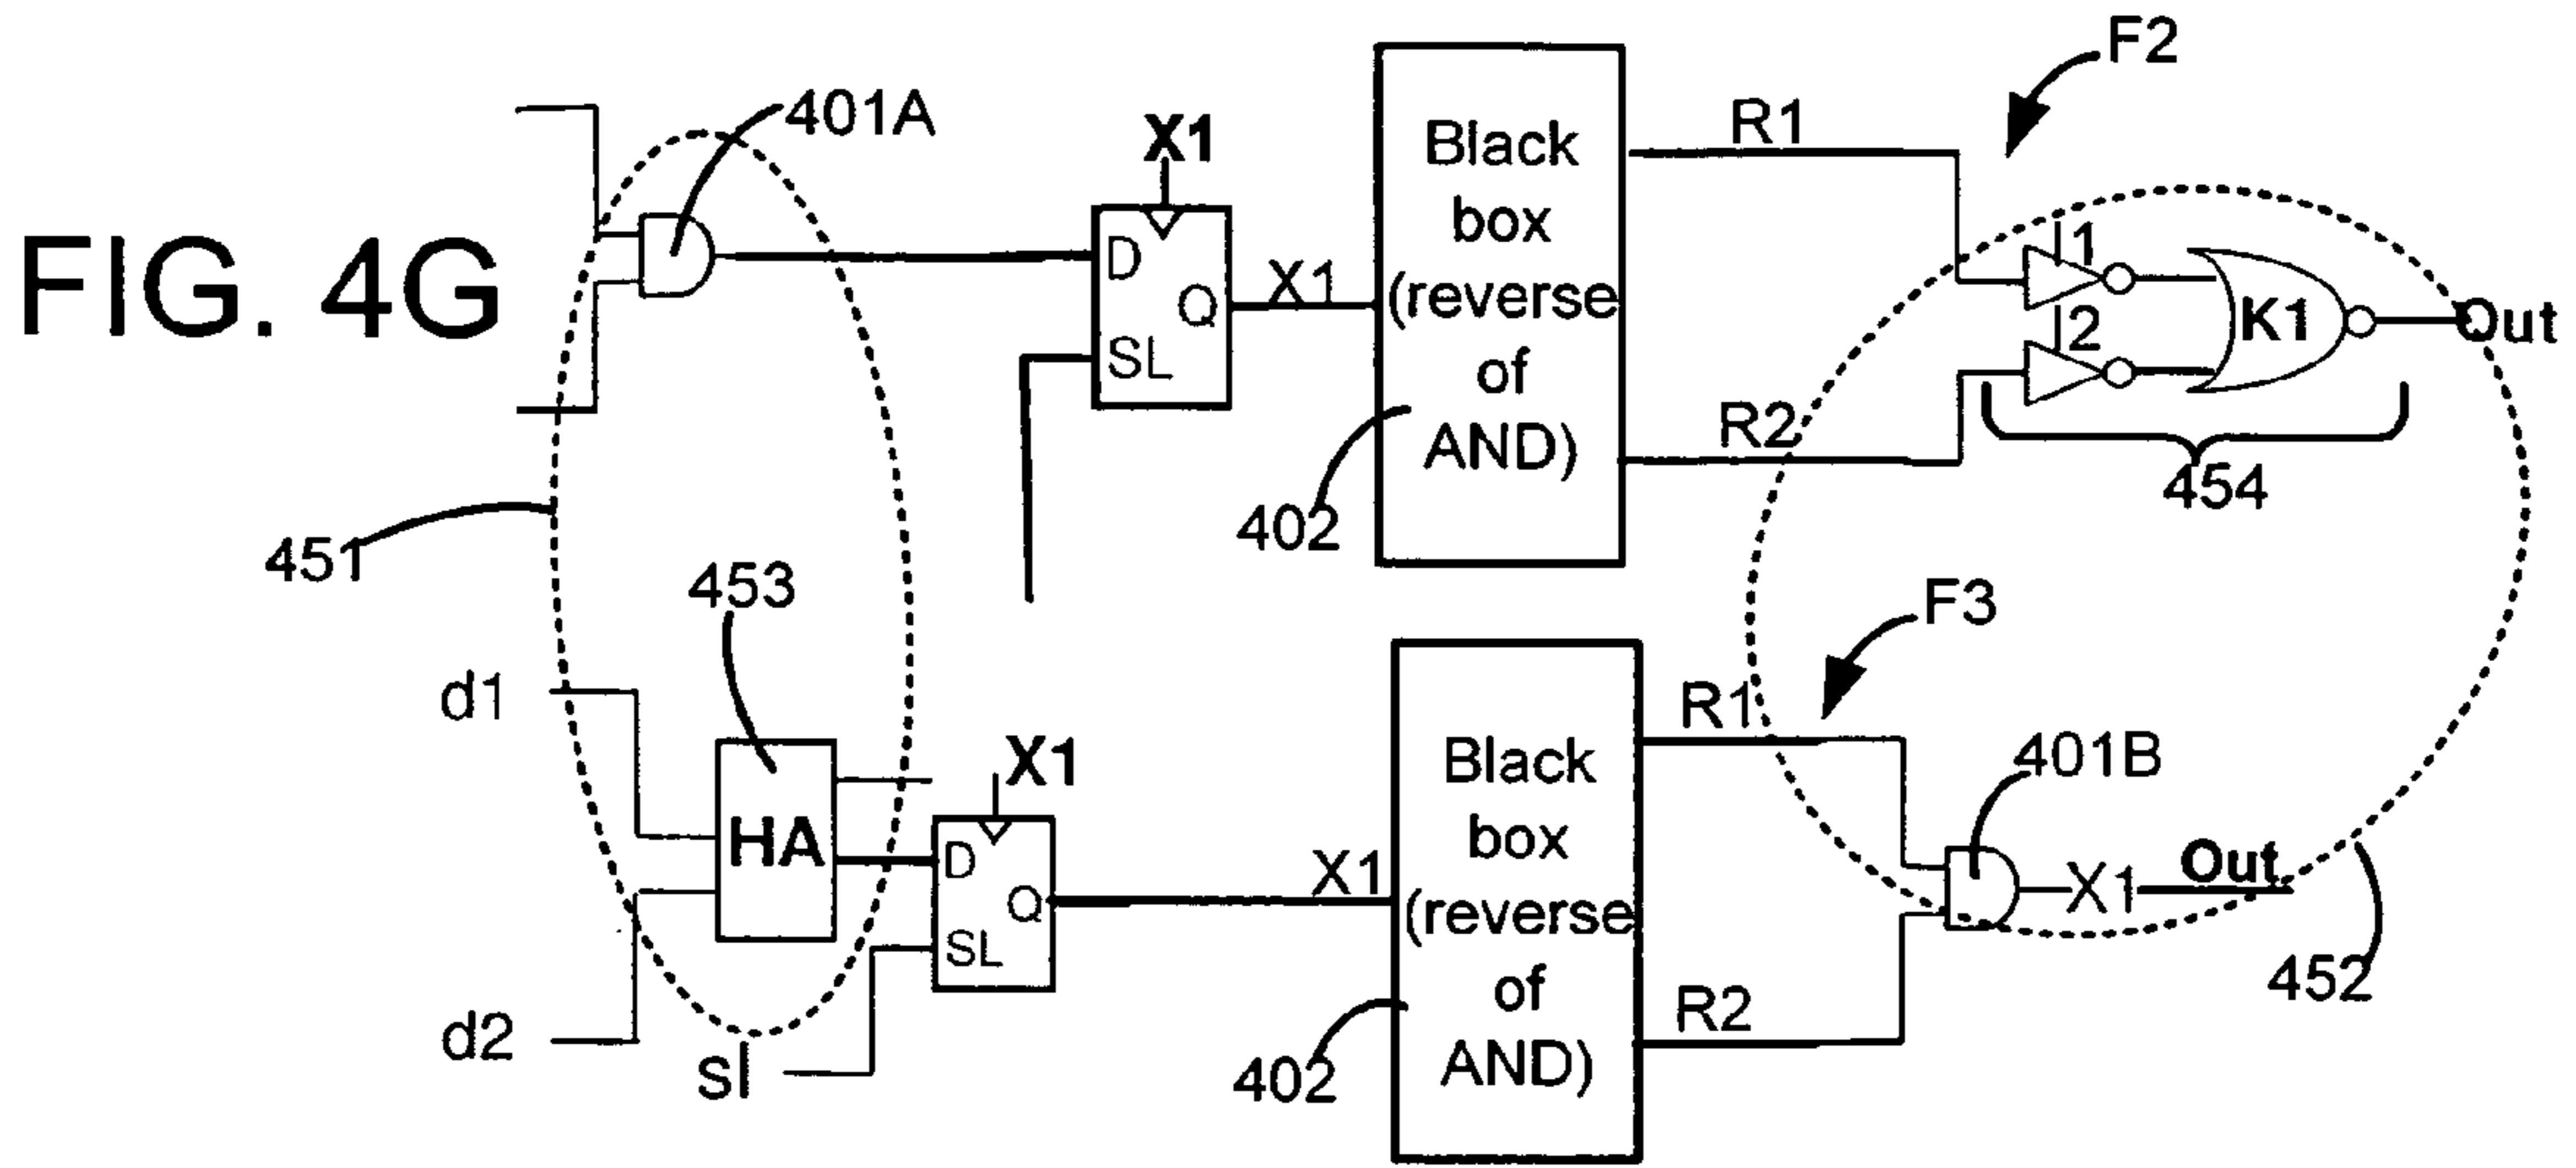 FIG. 4G
401A
X1
D
Q
SL
X1
Black
box
(reverse
of
AND)
402
R1
R2
F2
I1
I2
K1
Out
454
451
453
d1
d2
HA
sl
X1
D
Q
SL
X1
Black
box
(reverse
of
AND)
402
R1
R2
F3
401B
X1
Out
452